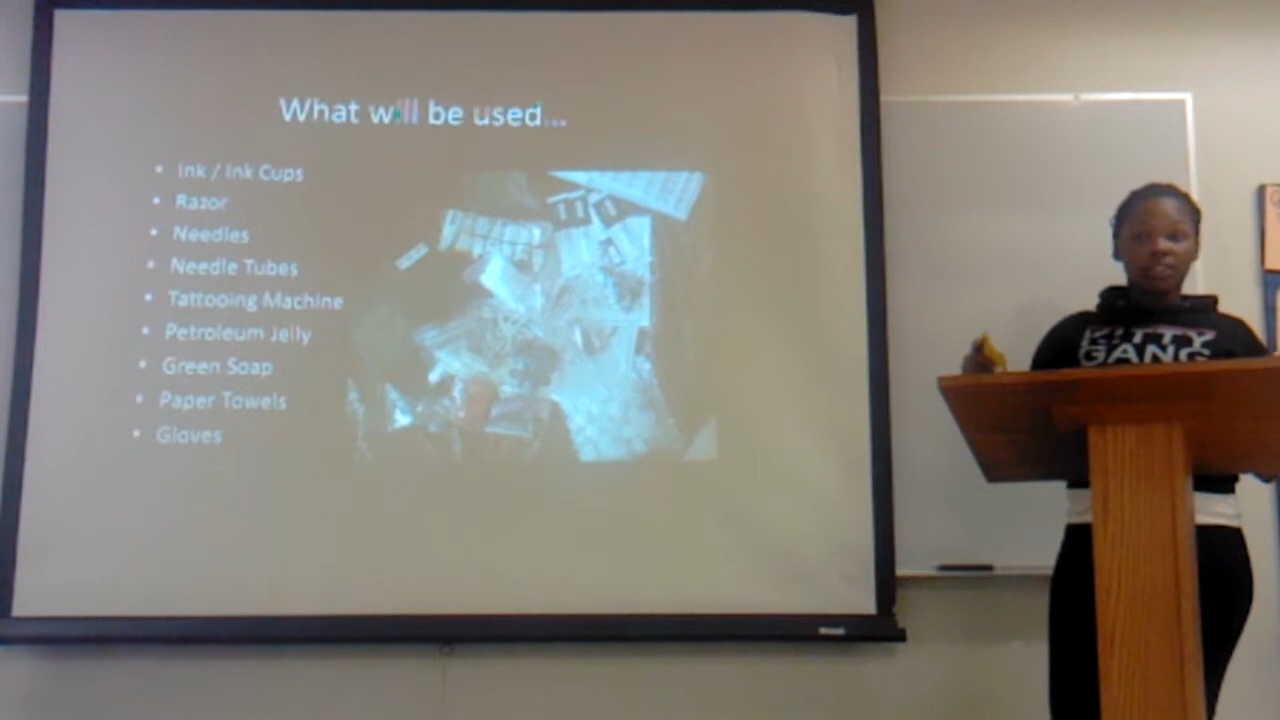 What will be used...
• Ink / Ink Cups
• Razor
• Needles
• Needle Tubes
• Tattooing Machine
• Petroleum Jelly
• Green Soap
• Paper Towels
• Gloves
KITTY
GANG